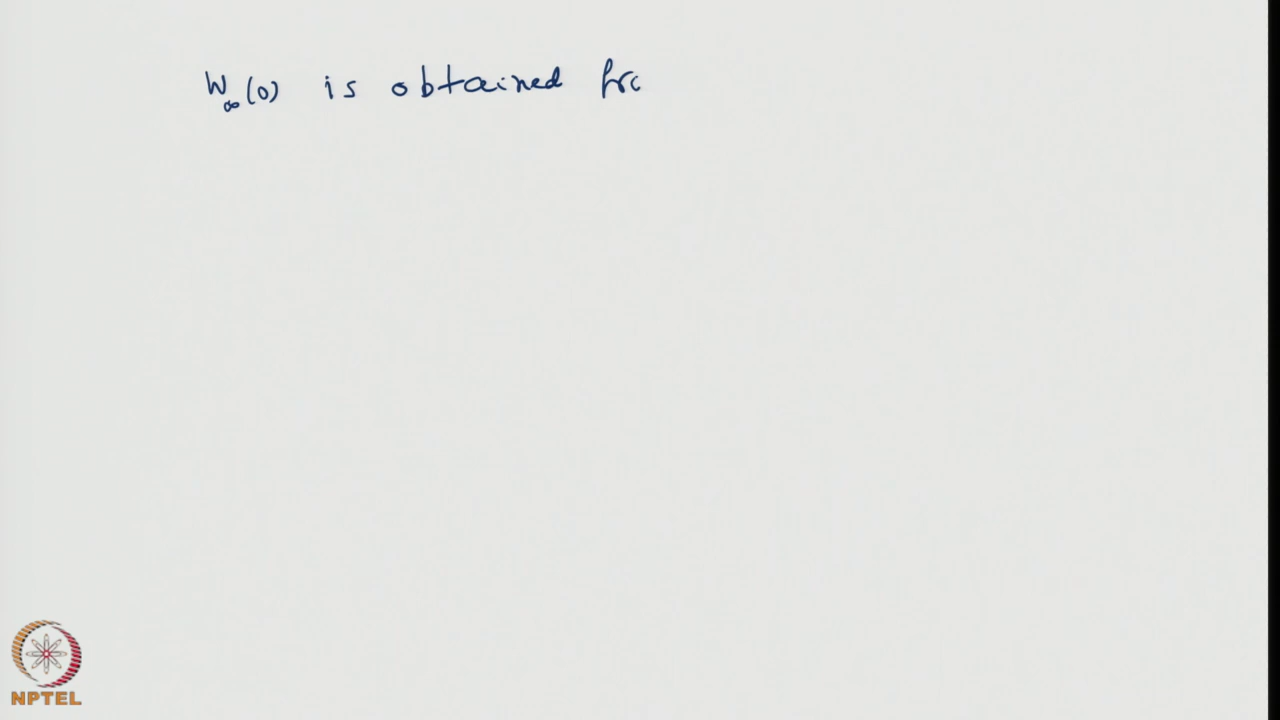 W∞(0) is obtained fro
NPTEL